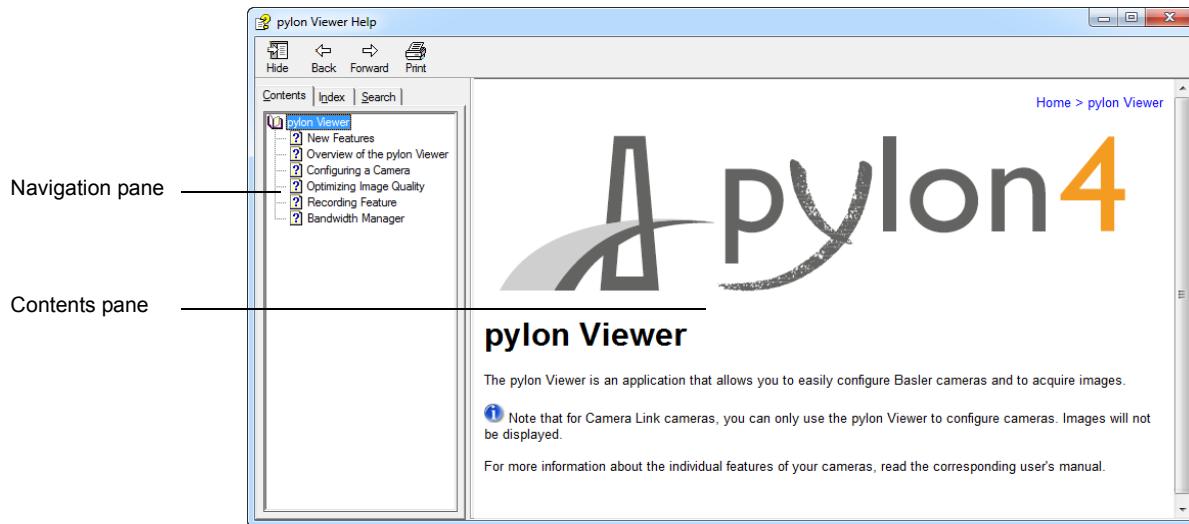 pylon Viewer Help
Hide Back Forward Print
Contents Index Search
Home > pylon Viewer
pylon Viewer
New Features
Overview of the pylon Viewer
Configuring a Camera
Optimizing Image Quality
Recording Feature
Bandwidth Manager
Navigation pane
Contents pane
pylon4
pylon Viewer
The pylon Viewer is an application that allows you to easily configure Basler cameras and to acquire images.
Note that for Camera Link cameras, you can only use the pylon Viewer to configure cameras. Images will not
be displayed.
For more information about the individual features of your cameras, read the corresponding user's manual.